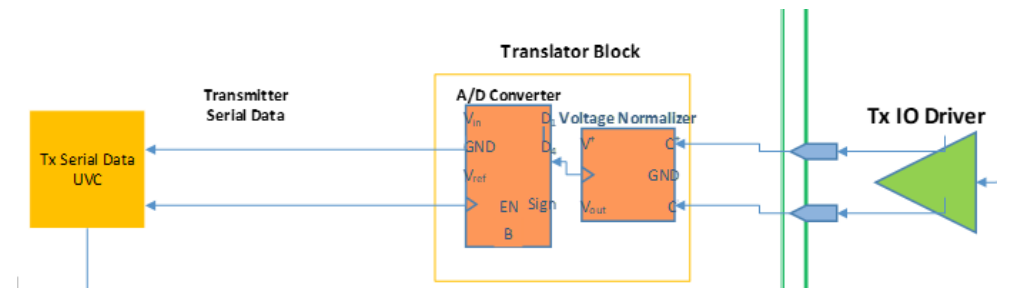 Translator Block
Transmitter
Serial Data
A/D Converter
Voltage Normalizer
Tx IO Driver
Tx Serial Data
UVC
Vin
GND
Vref
EN
B
D1
D4
Sign
V+
Vout
C+
GND
C